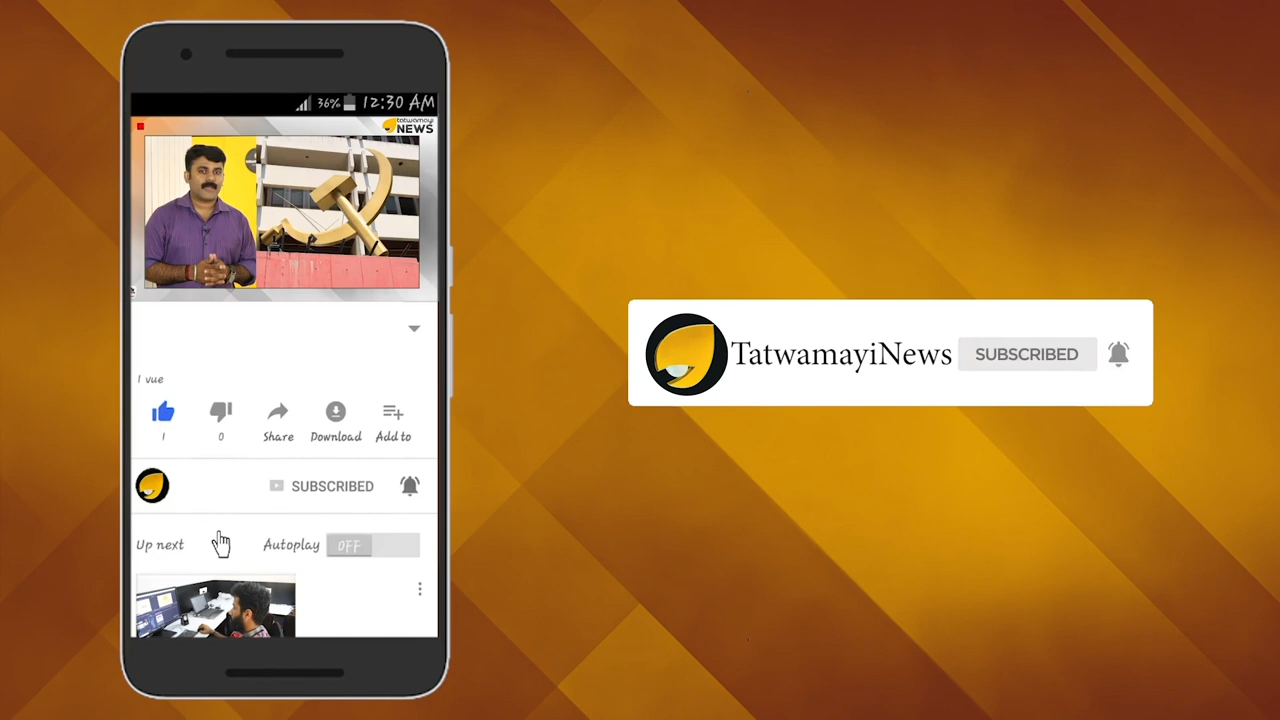 36% 12:30 AM
tatwamayi
NEWS
1 vue
1 0 Share Download Add to
SUBSCRIBED
Up next Autoplay OFF
TatwamayiNews SUBSCRIBED